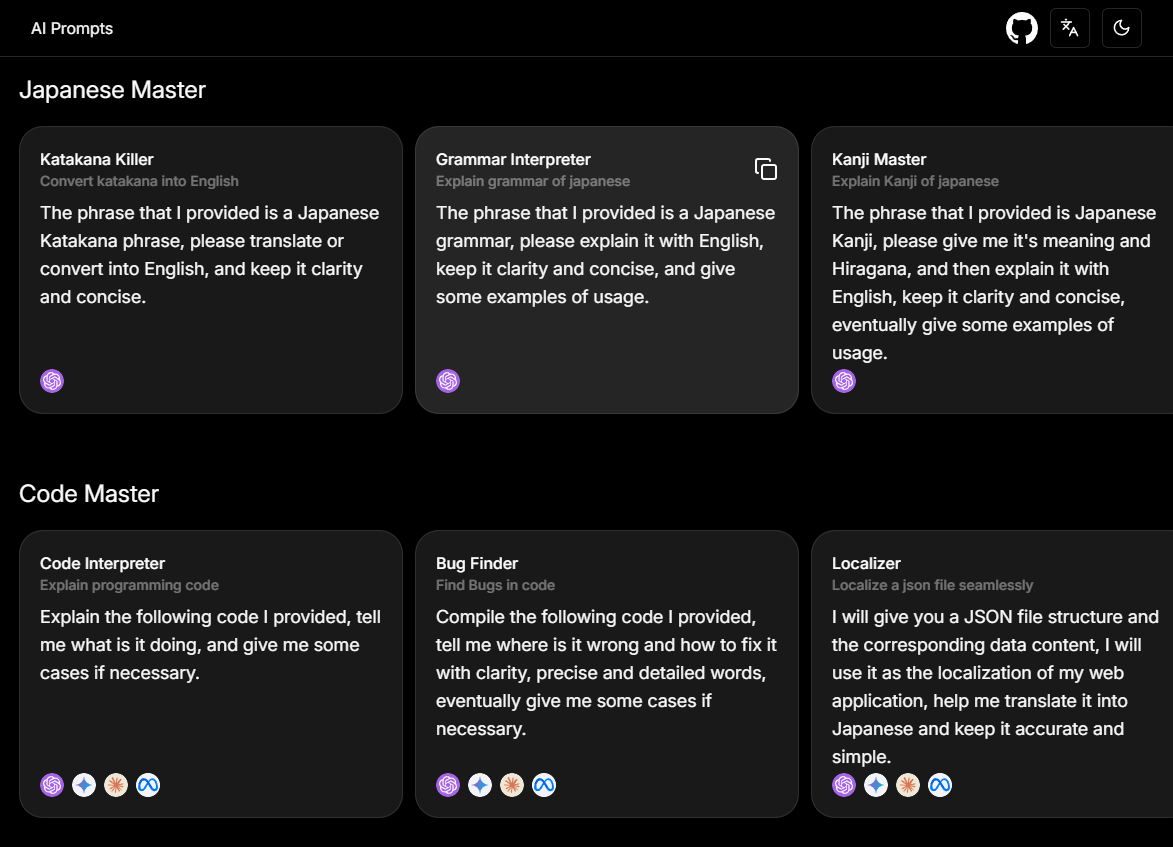 AI Prompts
Japanese Master
Katakana Killer
Convert katakana into English
The phrase that I provided is a Japanese
Katakana phrase, please translate or
convert into English, and keep it clarity
and concise.
Grammar Interpreter
Explain grammar of japanese
The phrase that I provided is a Japanese
grammar, please explain it with English,
keep it clarity and concise, and give
some examples of usage.
Kanji Master
Explain Kanji of japanese
The phrase that I provided is Japanese
Kanji, please give me it's meaning and
Hiragana, and then explain it with
English, keep it clarity and concise,
eventually give some examples of
usage.
Code Master
Code Interpreter
Explain programming code
Explain the following code I provided, tell
me what is it doing, and give me some
cases if necessary.
Bug Finder
Find Bugs in code
Compile the following code I provided,
tell me where is it wrong and how to fix it
with clarity, precise and detailed words,
eventually give me some cases if
necessary.
Localizer
Localize a json file seamlessly
I will give you a JSON file structure and
the corresponding data content, I will
use it as the localization of my web
application, help me translate it into
Japanese and keep it accurate and
simple.